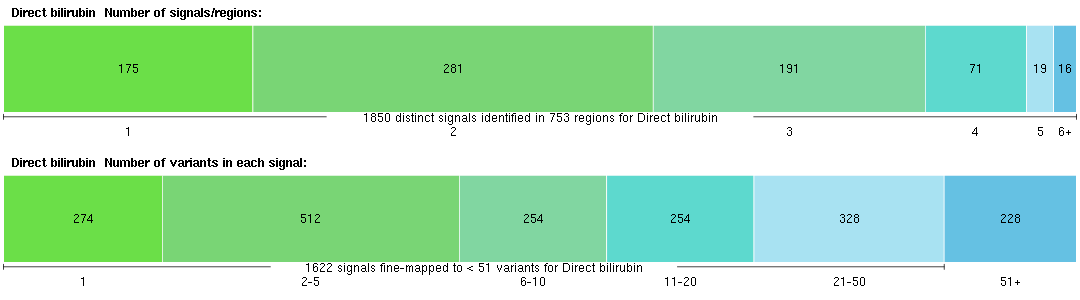 Direct bilirubin Number of signals/regions:
175 281 191 71 19 16
1850 distinct signals identified in 753 regions for Direct bilirubin
1 2 3 4 5 6+
Direct bilirubin Number of variants in each signal:
274 512 254 254 328 228
1622 signals fine-mapped to < 51 variants for Direct bilirubin
1 2-5 6-10 11-20 21-50 51+